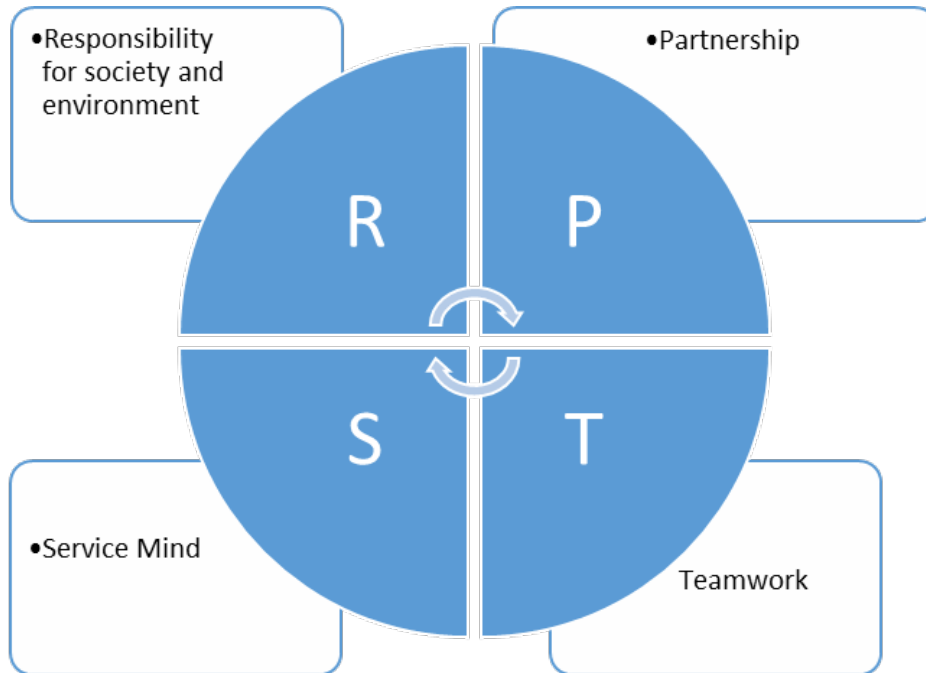 •Responsibility
for society and
environment
•Partnership
R
P
S
T
•Service Mind
Teamwork